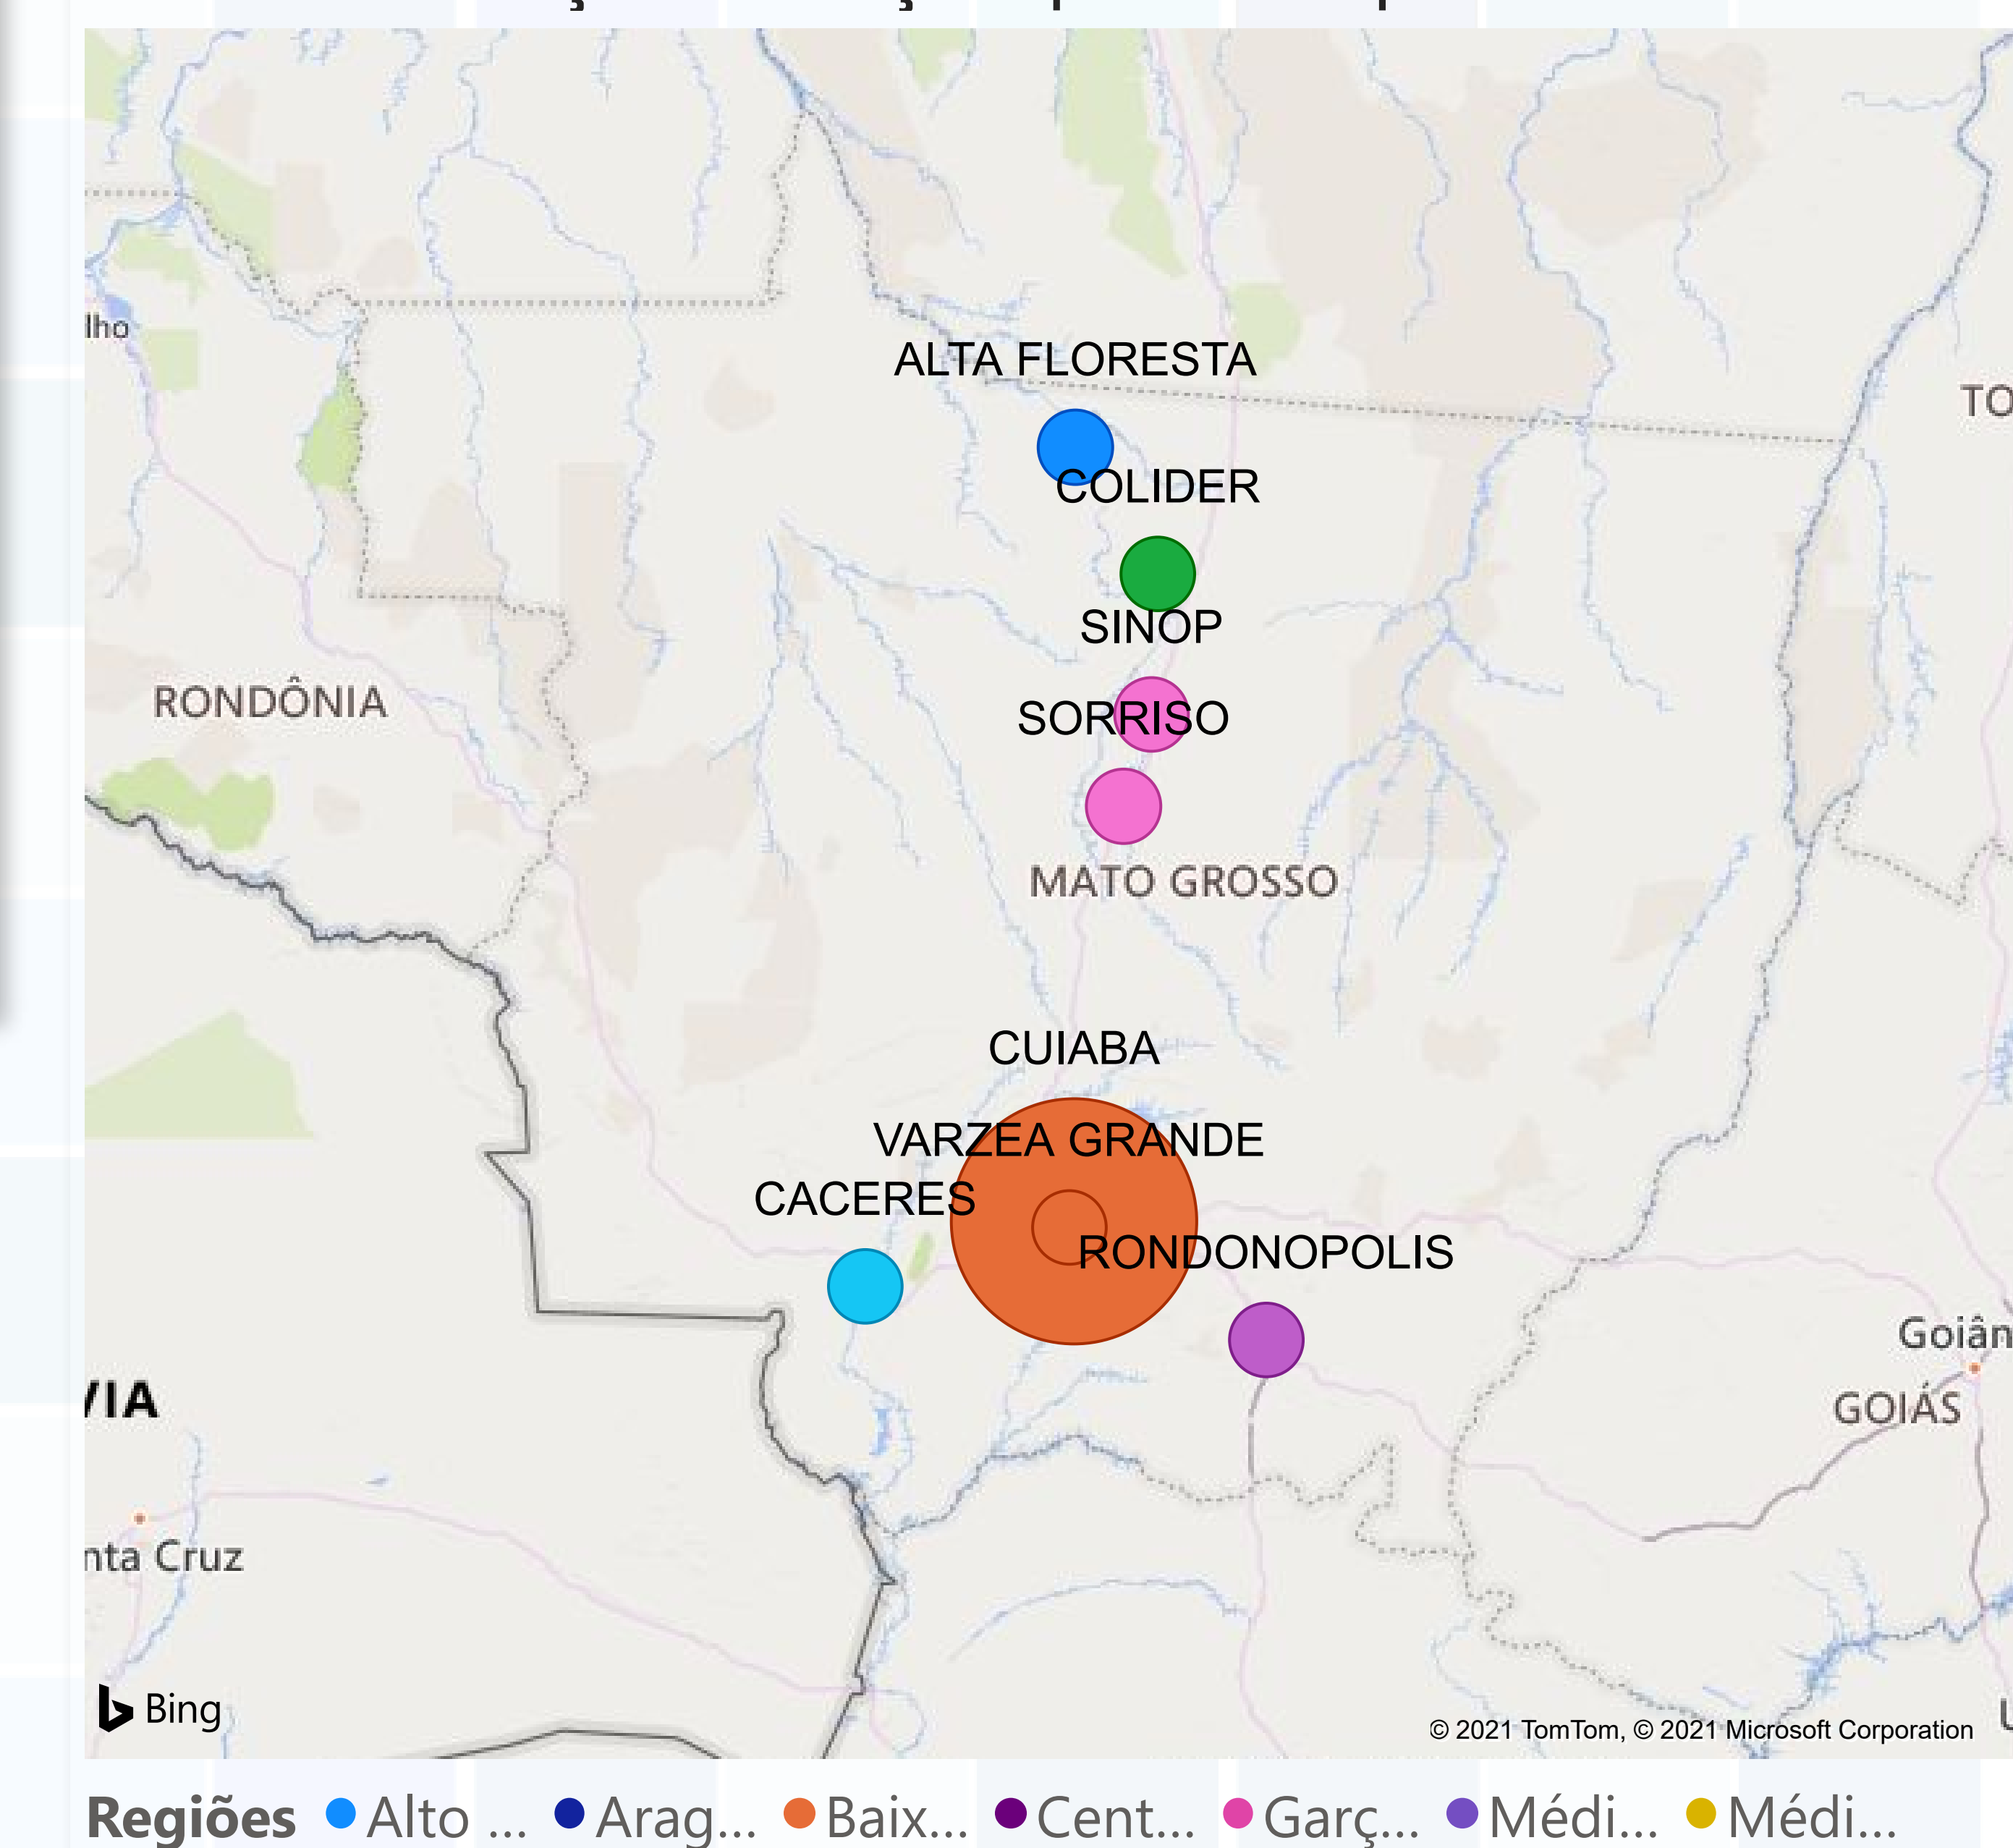 lho
ALTA FLORESTA
TO
COLIDER
SINOP
RONDÔNIA
SORRISO
MATO GROSSO
CUIABA
VARZEA GRANDE
CACERES
RONDONOPOLIS
Goiân
VIA
GOIÁS
nta Cruz
Bing
© 2021 TomTom, © 2021 Microsoft Corporation
Regiões Alto ... Arag... Baix... Cent... Garç... Médi... Médi...